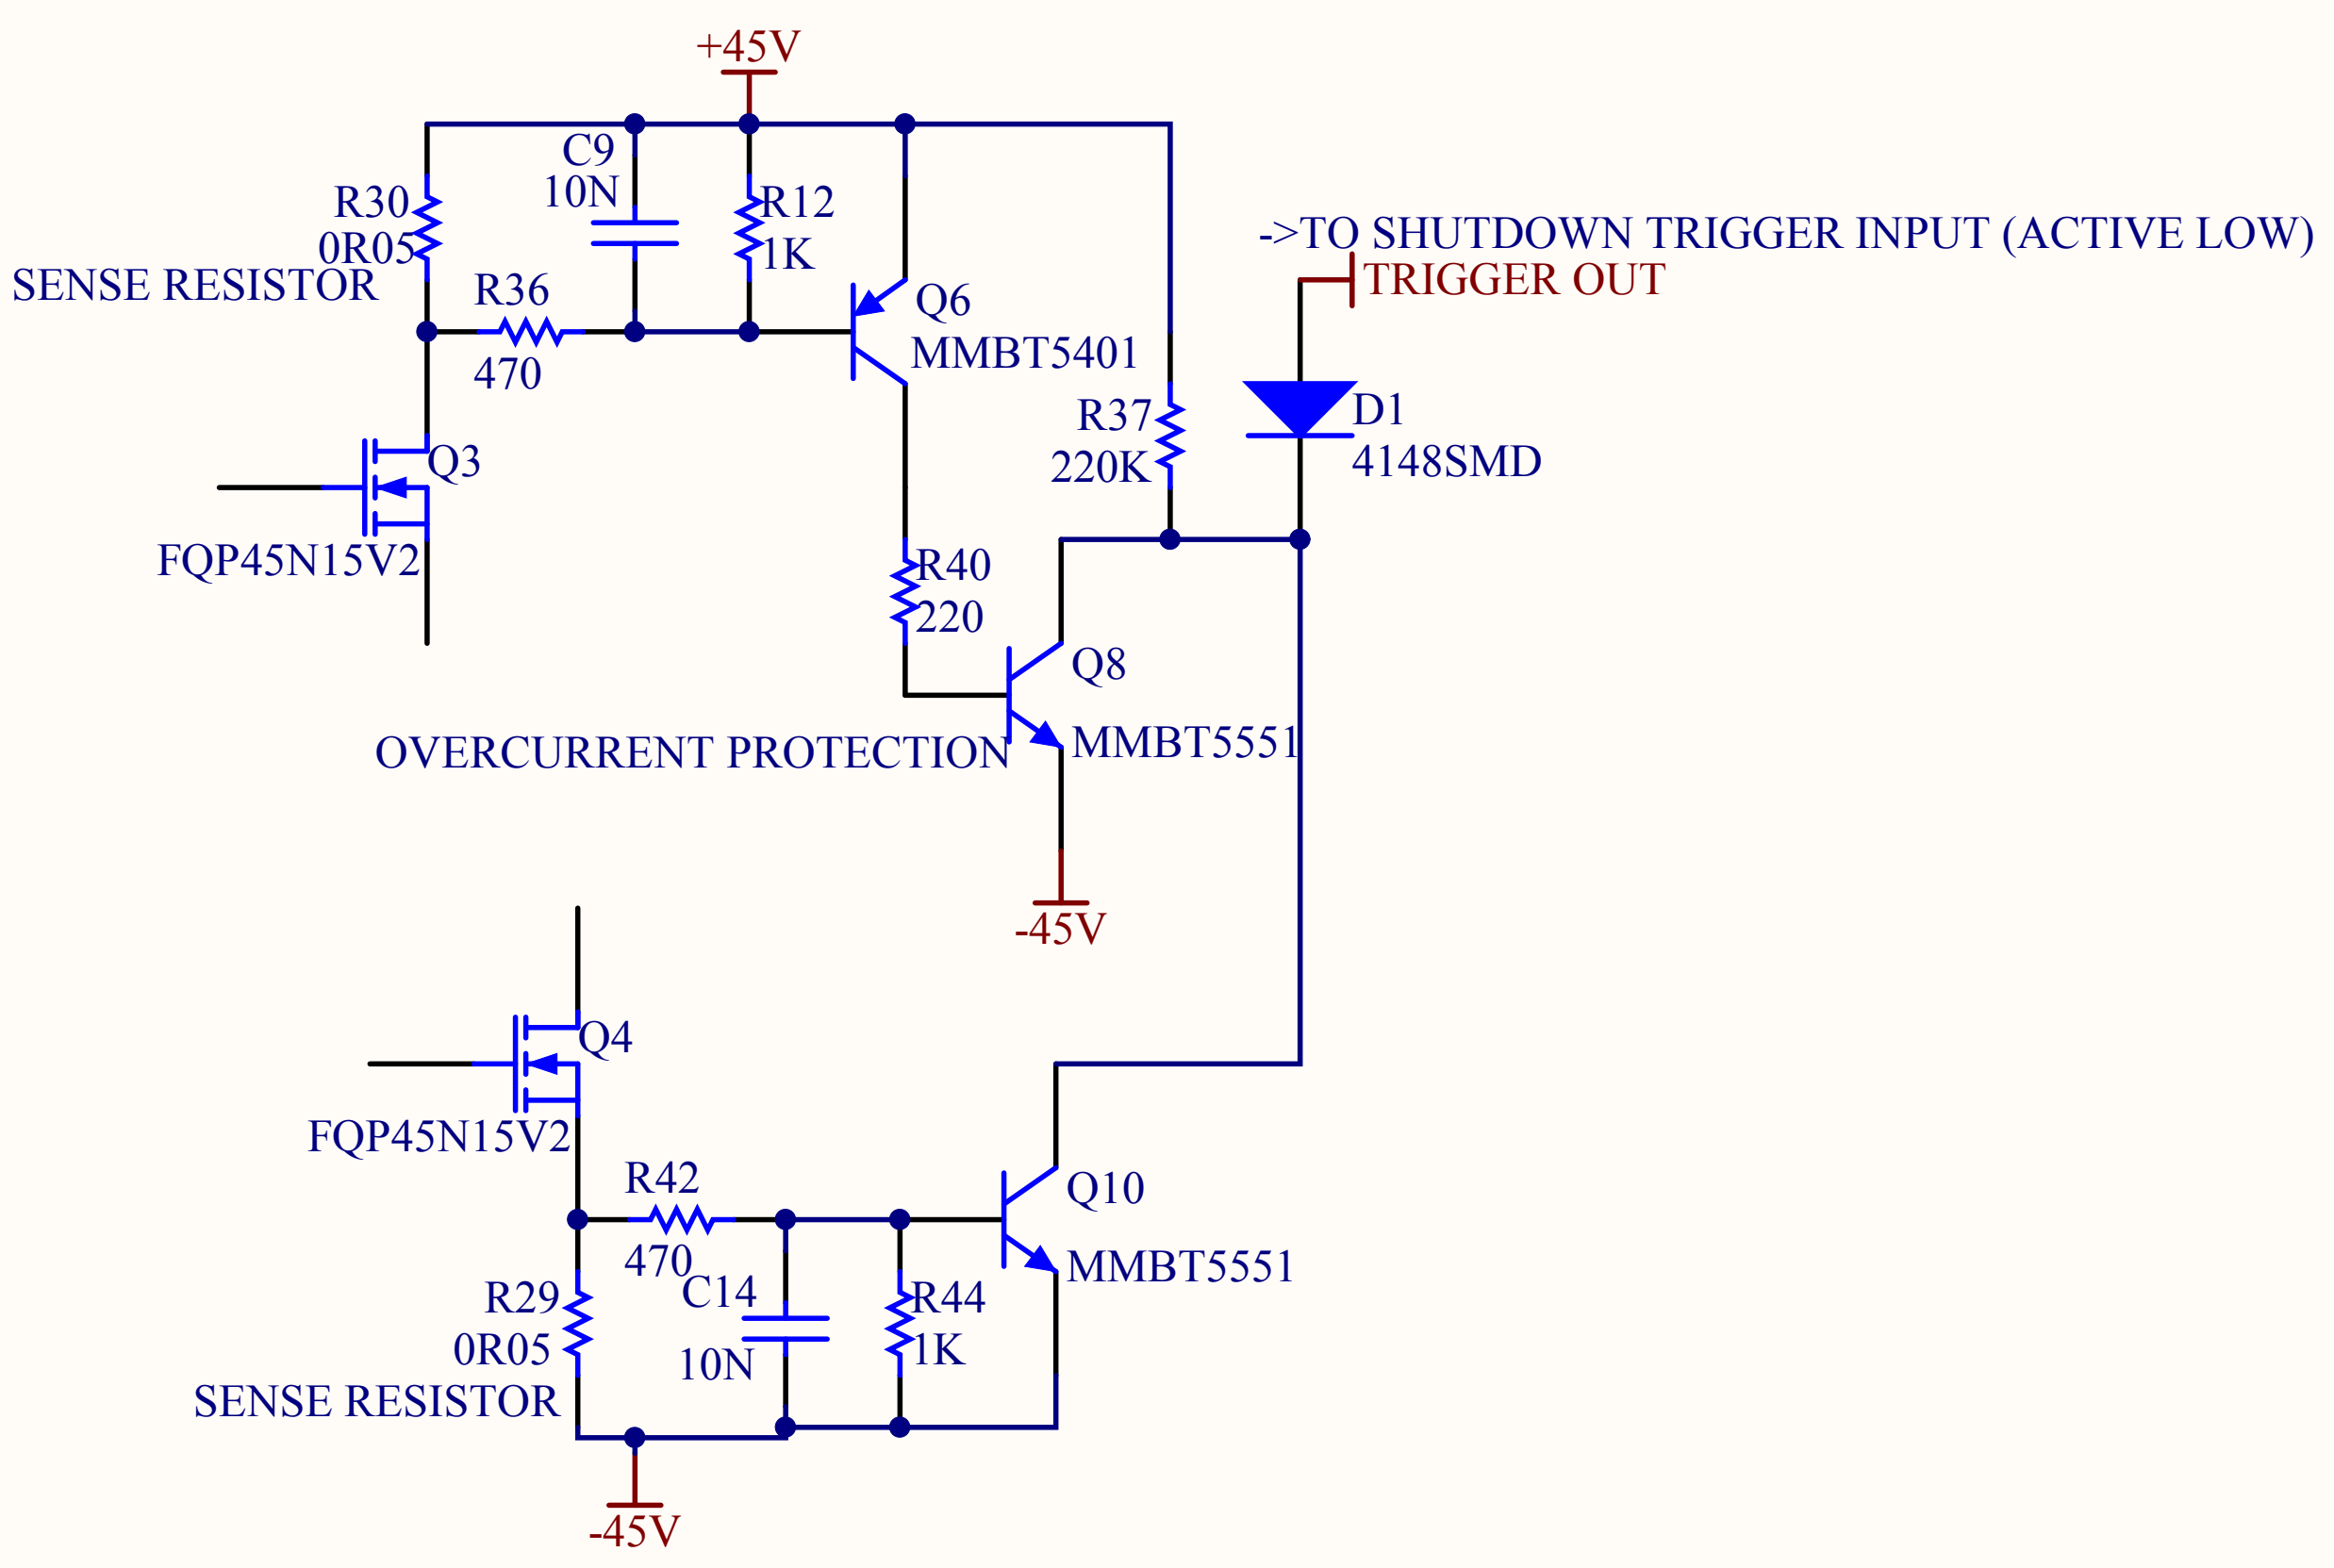 +45V
C9
10N
R30
0R05
SENSE RESISTOR
R12
1K
R36
470
Q6
MMBT5401
->TO SHUTDOWN TRIGGER INPUT (ACTIVE LOW)
TRIGGER OUT
R37
220K
D1
4148SMD
Q3
FQP45N15V2
R40
220
Q8
MMBT5551
OVERCURRENT PROTECTION
-45V
Q4
FQP45N15V2
R42
470
Q10
MMBT5551
C14
10N
R44
1K
R29
0R05
SENSE RESISTOR
-45V